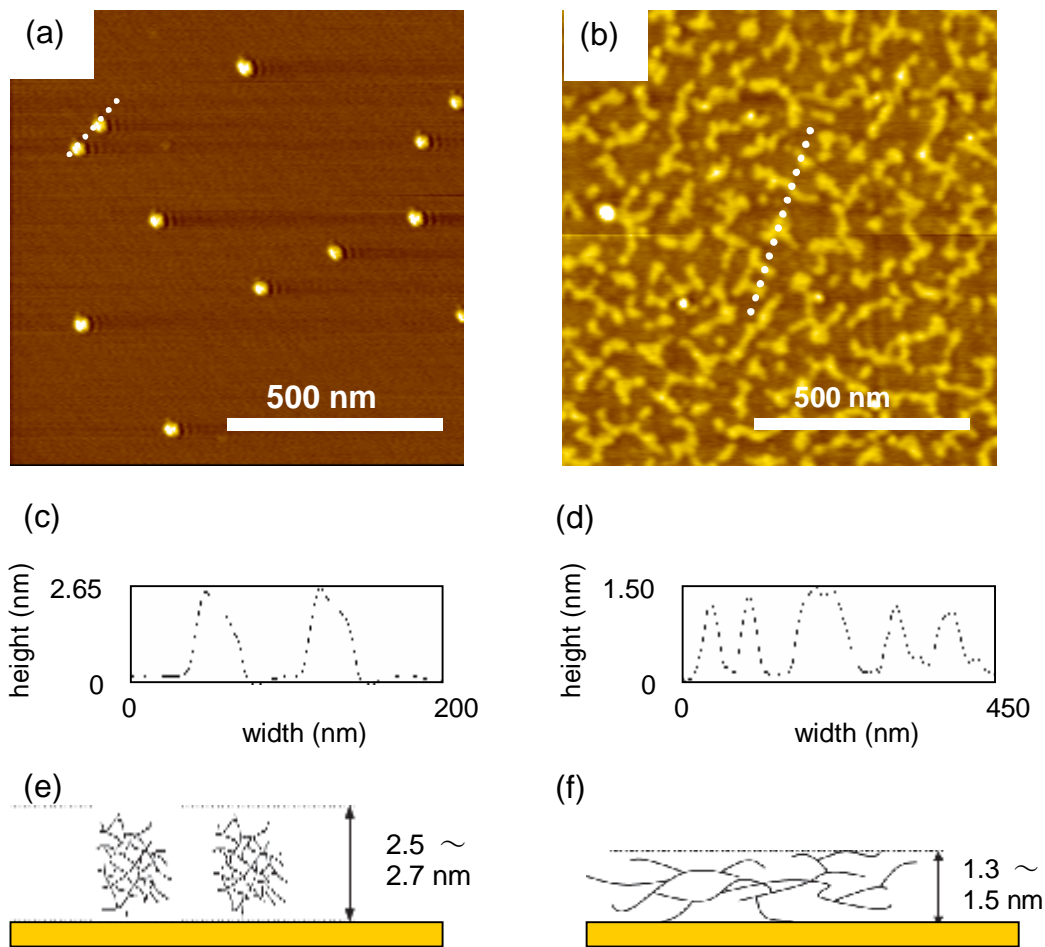 (a)
(b)
500 nm
500 nm
(c)
(d)
height (nm)
2.65
0
0
200
width (nm)
height (nm)
1.50
0
0
450
width (nm)
(e)
(f)
2.5 ～
2.7 nm
1.3 ～
1.5 nm